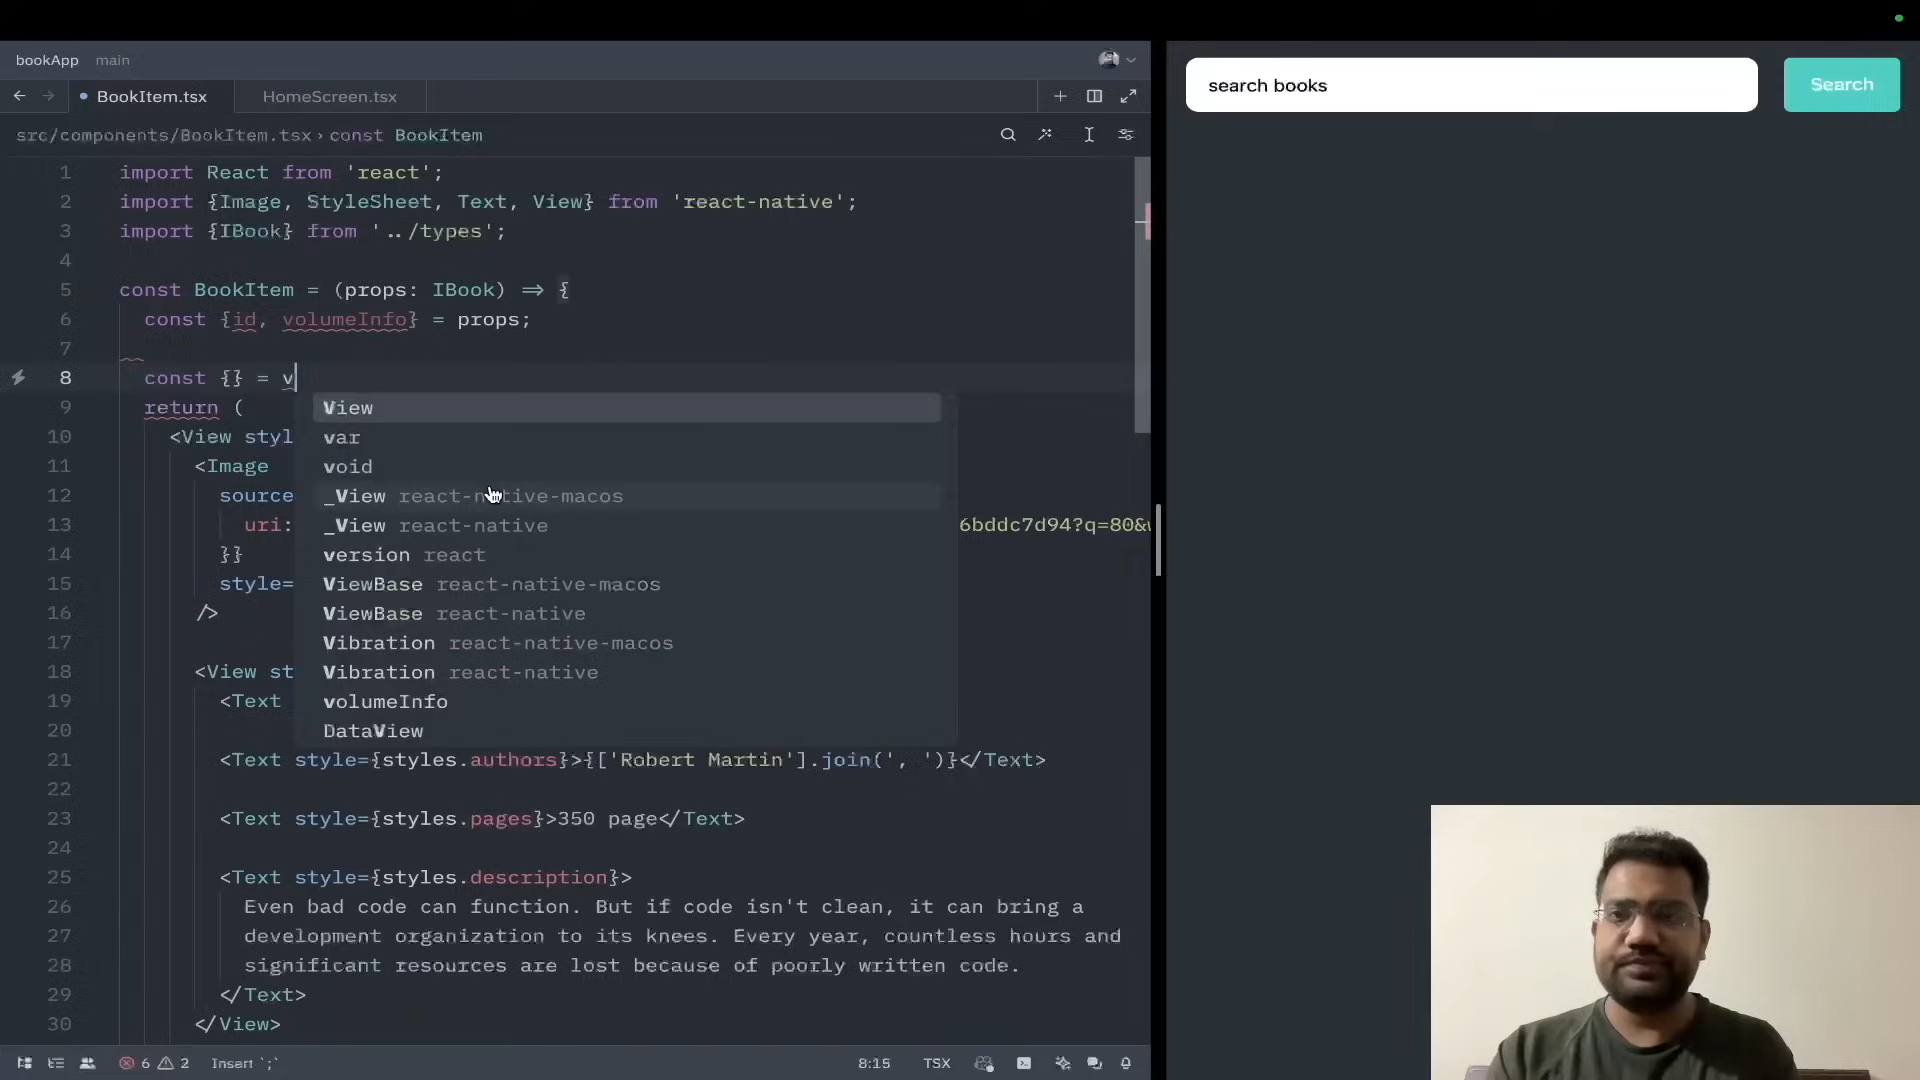 bookApp main
BookItem.tsx HomeScreen.tsx
src/components/BookItem.tsx › const BookItem
1 import React from 'react';
2 import {Image, StyleSheet, Text, View} from 'react-native';
3 import {IBook} from '../types';
4
5 const BookItem = (props: IBook) => {
6 const {id, volumeInfo} = props;
7
8 const {} = v
9 return (
10 <View styl
11 <Image
12 source
13 uri: 6bddc7d94?q=80&
14 }}
15 style=
16 />
17
18 <View st
19 <Text
20
21 <Text style={styles.authors}>{['Robert Martin'].join(', ')}</Text>
22
23 <Text style={styles.pages}>350 page</Text>
24
25 <Text style={styles.description}>
26 Even bad code can function. But if code isn't clean, it can bring a
27 development organization to its knees. Every year, countless hours and
28 significant resources are lost because of poorly written code.
29 </Text>
30 </View>
View
var
void
_View react-native-macos
_View react-native
version react
ViewBase react-native-macos
ViewBase react-native
Vibration react-native-macos
Vibration react-native
volumeInfo
DataView
6 2 Insert `;` 8:15 TSX
search books
Search